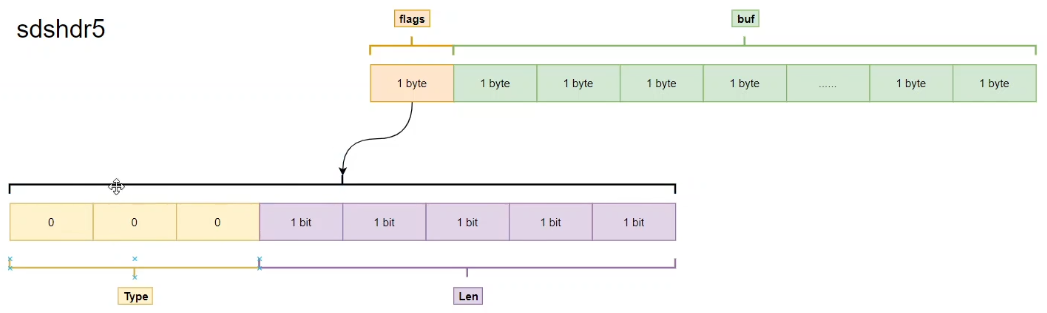 sdshdr5
flags
buf
1 byte 1 byte 1 byte 1 byte 1 byte ...... 1 byte 1 byte
0 0 0 1 bit 1 bit 1 bit 1 bit 1 bit
Type
Len